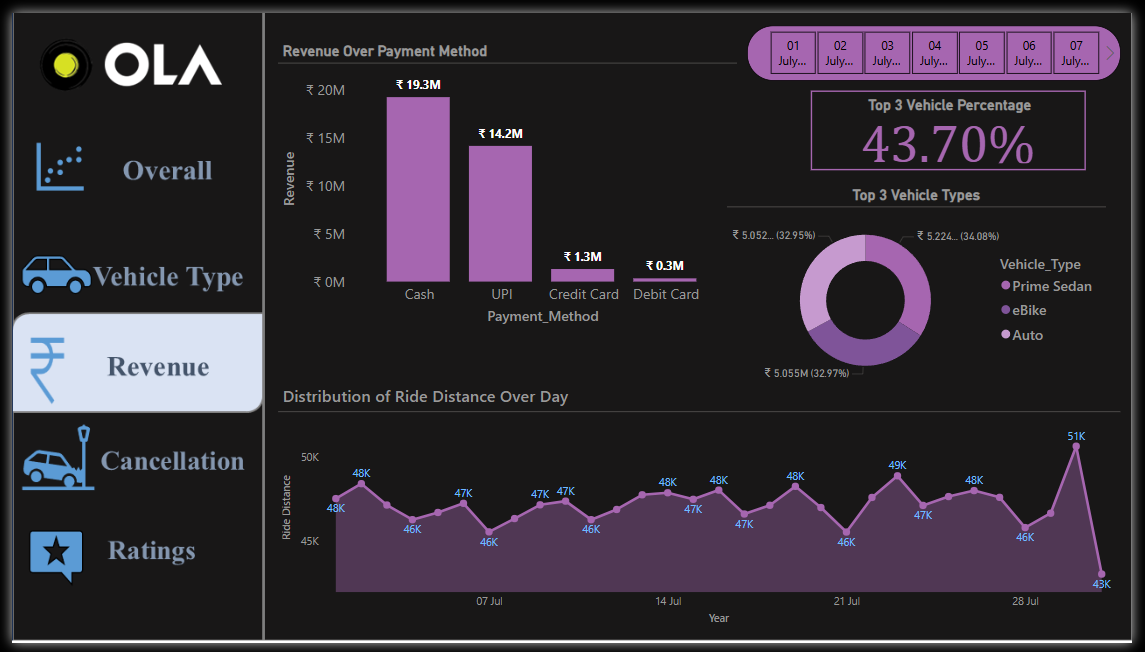 OLA
Overall
Vehicle Type
Revenue
Cancellation
Ratings
Revenue Over Payment Method
₹ 20M
₹ 15M
₹ 10M
₹ 5M
₹ 0M
Revenue
₹ 19.3M
₹ 14.2M
₹ 1.3M
₹ 0.3M
Cash
UPI
Credit Card
Debit Card
Payment_Method
01 July...
02 July...
03 July...
04 July...
05 July...
06 July...
07 July...
Top 3 Vehicle Percentage
43.70%
Top 3 Vehicle Types
₹ 5.052... (32.95%)
₹ 5.224... (34.08%)
₹ 5.055M (32.97%)
Vehicle_Type
Prime Sedan
eBike
Auto
Distribution of Ride Distance Over Day
50K
45K
Ride Distance
48K
48K
46K
47K
46K
47K
47K
46K
48K
47K
48K
47K
48K
46K
49K
47K
48K
46K
51K
43K
07 Jul
14 Jul
21 Jul
28 Jul
Year